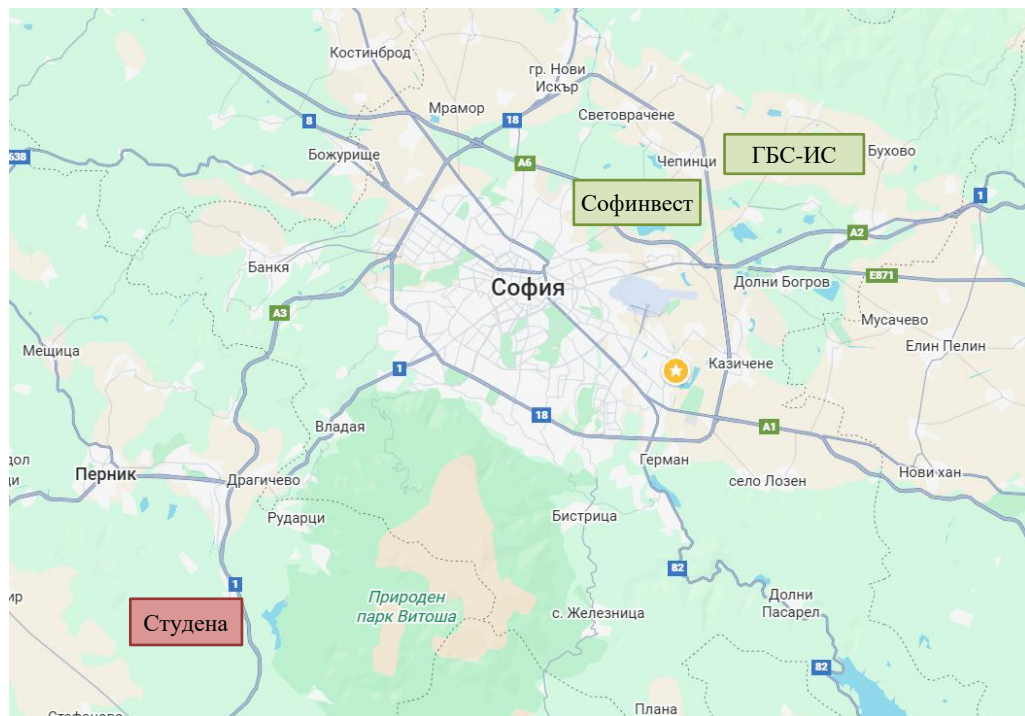 Костинброд
гр. Нови
Искър
Мрамор
Световрачене
18
8
Божурище
A6
Чепинци
ГБС-ИС
Бухово
638
Софинвест
1
A2
Банкя
София
Долни Богров
E871
A3
Мусачево
Мещица
Казичене
Елин Пелин
1
18
A1
Владая
Перник
Драгичево
Герман
село Лозен
Нови хан
Рударци
Бистрица
82
1
Природен
парк Витоша
с. Железница
Долни
Пасарел
Студена
82
Плана